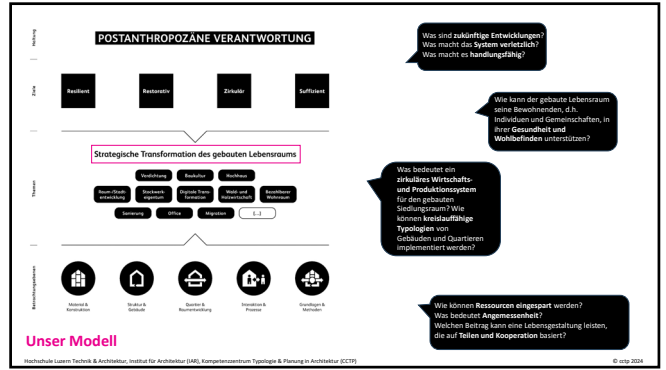 Haltung
POSTANTHROPOZÄNE VERANTWORTUNG
Ziele
Resilient
Restorativ
Zirkulär
Suffizient
Strategische Transformation des gebauten Lebensraums
Themen
Verdichtung
Baukultur
Hochhaus
Raum-/Stadt-
entwicklung
Stockwerk-
eigentum
Digitale Trans-
formation
Wald- und
Holzwirtschaft
Bezahlbarer
Wohnraum
Sanierung
Office
Migration
[...]
Betrachtungsebenen
Material &
Konstruktion
Struktur &
Gebäude
Quartier &
Raumentwicklung
Interaktion &
Prozesse
Grundlagen &
Methoden
Was sind zukünftige Entwicklungen?
Was macht das System verletzlich?
Was macht es handlungsfähig?
Wie kann der gebaute Lebensraum
seine Bewohnenden, d.h.
Individuen und Gemeinschaften, in
ihrer Gesundheit und
Wohlbefinden unterstützen?
Was bedeutet ein
zirkuläres Wirtschafts-
und Produktionssystem
für den gebauten
Siedlungsraum? Wie
können kreislauffähige
Typologien von
Gebäuden und Quartieren
implementiert werden?
Wie können Ressourcen eingespart werden?
Was bedeutet Angemessenheit?
Welchen Beitrag kann eine Lebensgestaltung leisten,
die auf Teilen und Kooperation basiert?
Unser Modell
Hochschule Luzern Technik & Architektur, Institut für Architektur (IAR), Kompetenzzentrum Typologie & Planung in Architektur (CCTP)
© cctp 2024